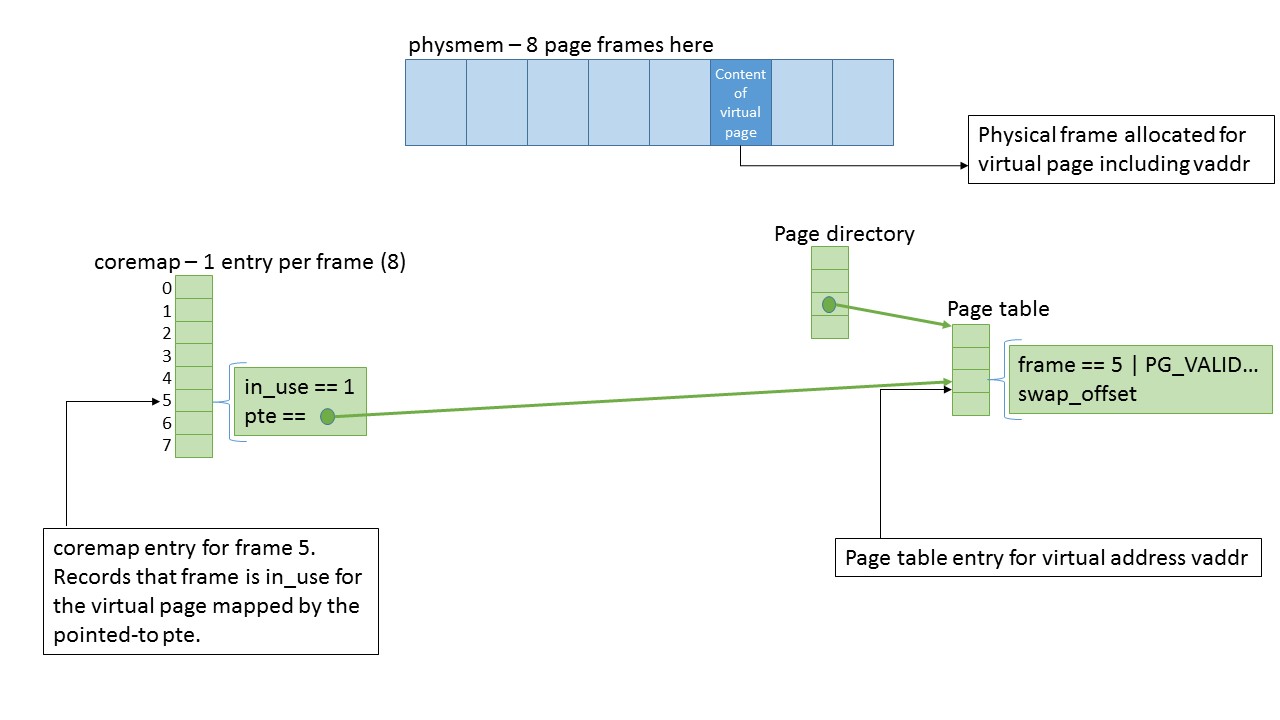 physmem – 8 page frames here
Content
of
virtual
page
Physical frame allocated for
virtual page including vaddr
Page directory
coremap – 1 entry per frame (8)
0
1
2
3
4
5
6
7
in_use == 1
pte ==
Page table
frame == 5 | PG_VALID...
swap_offset
coremap entry for frame 5.
Records that frame is in_use for
the virtual page mapped by the
pointed-to pte.
Page table entry for virtual address vaddr